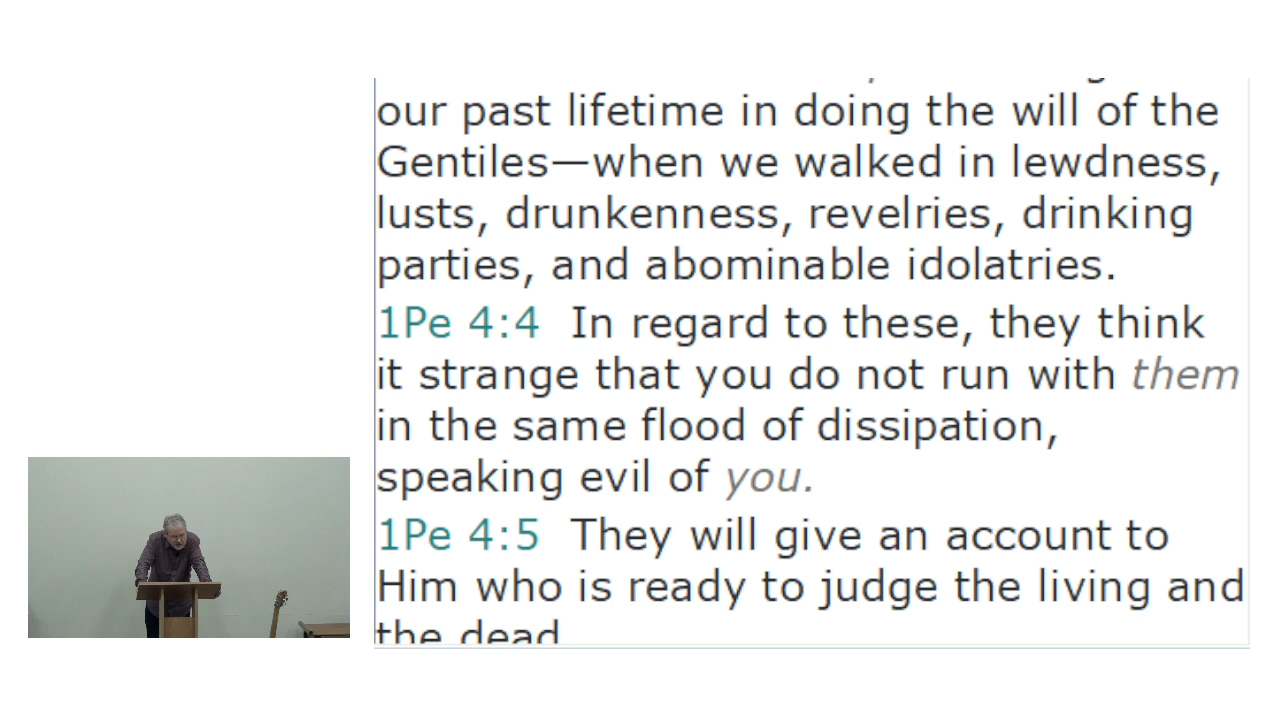 our past lifetime in doing the will of the
Gentiles—when we walked in lewdness,
lusts, drunkenness, revelries, drinking
parties, and abominable idolatries.
1Pe 4:4 In regard to these, they think
it strange that you do not run with them
in the same flood of dissipation,
speaking evil of you.
1Pe 4:5 They will give an account to
Him who is ready to judge the living and
the dead